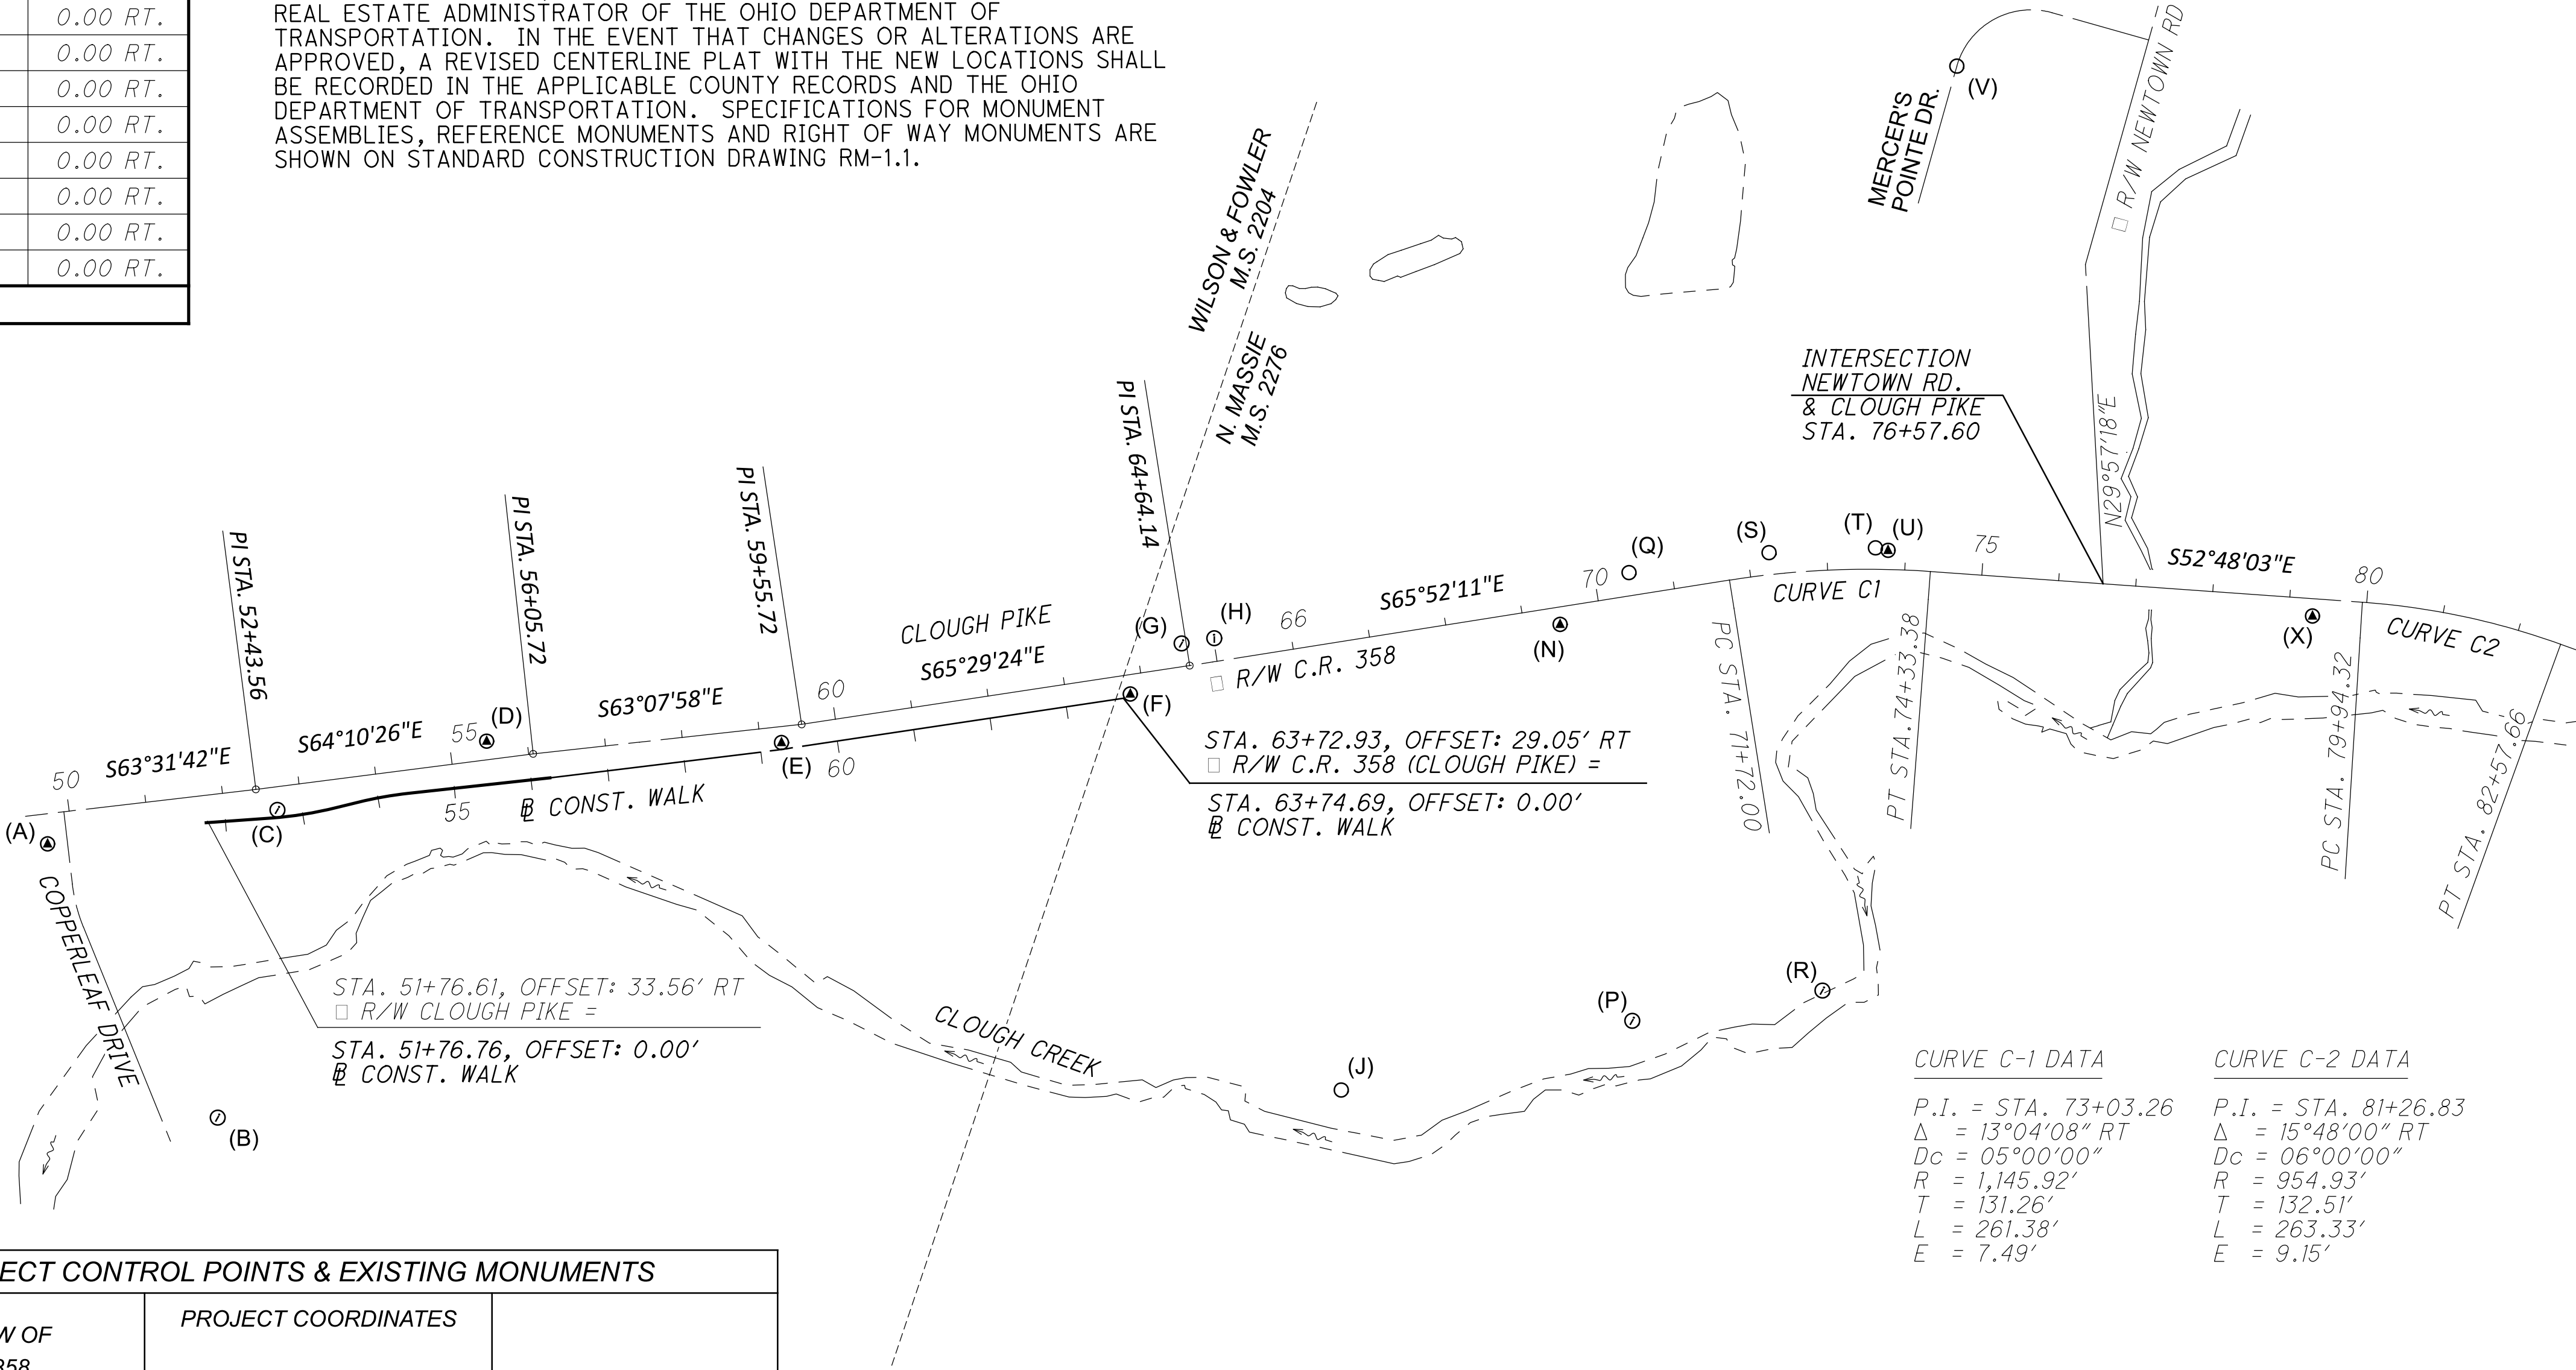 0.00 RT.
0.00 RT.
0.00 RT.
0.00 RT.
0.00 RT.
0.00 RT.
0.00 RT.
0.00 RT.
REAL ESTATE ADMINISTRATOR OF THE OHIO DEPARTMENT OF
TRANSPORTATION. IN THE EVENT THAT CHANGES OR ALTERATIONS ARE
APPROVED, A REVISED CENTERLINE PLAT WITH THE NEW LOCATIONS SHALL
BE RECORDED IN THE APPLICABLE COUNTY RECORDS AND THE OHIO
DEPARTMENT OF TRANSPORTATION. SPECIFICATIONS FOR MONUMENT
ASSEMBLIES, REFERENCE MONUMENTS AND RIGHT OF WAY MONUMENTS ARE
SHOWN ON STANDARD CONSTRUCTION DRAWING RM-1.1.
WILSON & FOWLER
M.S. 2204
N. MASSIE
M.S. 2276
MERCER'S
POINTE DR.
(V)
R/W NEWTOWN RD
INTERSECTION
NEWTOWN RD.
& CLOUGH PIKE
STA. 76+57.60
N29°57'18"E
PI STA. 52+43.56
PI STA. 56+05.72
PI STA. 59+55.72
PI STA. 64+64.14
50
S63°31'42"E
S64°10'26"E
55
(D)
S63°07'58"E
60
CLOUGH PIKE
S65°29'24"E
(G)
(H)
66
S65°52'11"E
70
(Q)
(S)
(T)
(U)
75
S52°48'03"E
80
(A)
(C)
55
BL CONST. WALK
(E)
60
(F)
R/W C.R. 358
(N)
CURVE C1
(X)
CURVE C2
PC STA. 71+72.00
PT STA.74+33.38
PC STA. 79+94.32
PT STA. 82+57.66
STA. 63+72.93, OFFSET: 29.05' RT
R/W C.R. 358 (CLOUGH PIKE) =
STA. 63+74.69, OFFSET: 0.00'
BL CONST. WALK
COPPERLEAF DRIVE
STA. 51+76.61, OFFSET: 33.56' RT
R/W CLOUGH PIKE =
STA. 51+76.76, OFFSET: 0.00'
BL CONST. WALK
(B)
CLOUGH CREEK
(J)
(P)
(R)
CURVE C-1 DATA
P.I. = STA. 73+03.26
Δ = 13°04'08" RT
Dc = 05°00'00"
R = 1,145.92'
T = 131.26'
L = 261.38'
E = 7.49'
CURVE C-2 DATA
P.I. = STA. 81+26.83
Δ = 15°48'00" RT
Dc = 06°00'00"
R = 954.93'
T = 132.51'
L = 263.33'
E = 9.15'
ECT CONTROL POINTS & EXISTING MONUMENTS
W OF
PROJECT COORDINATES